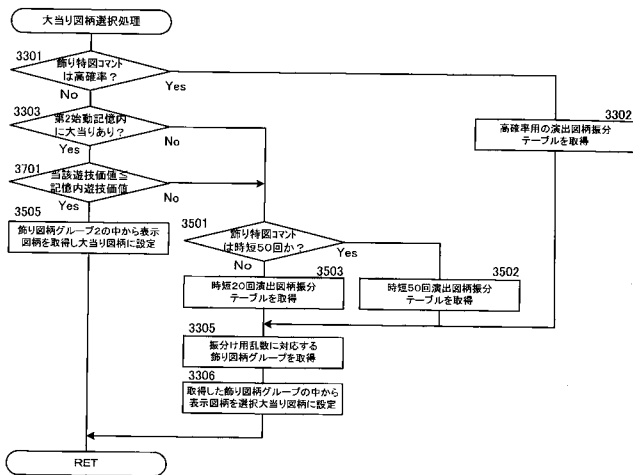 大当り図柄選択処理
3301
飾り特図コマンド
は高確率？
Yes
No
3303
第2始動記憶内
に大当りあり？
No
Yes
3302
高確率用の演出図柄振分
テーブルを取得
3701
当該遊技価値≦
記憶内遊技価値
No
Yes
3505
飾り図柄グループ2の中から表示
図柄を取得し大当り図柄に設定
3501
飾り特図コマンド
は時短50回か？
Yes
No
3503
時短20回演出図柄振分
テーブルを取得
3502
時短50回演出図柄振分
テーブルを取得
3305
振分け用乱数に対応する
飾り図柄グループを取得
3306
取得した飾り図柄グループの中から
表示図柄を選択大当り図柄に設定
RET